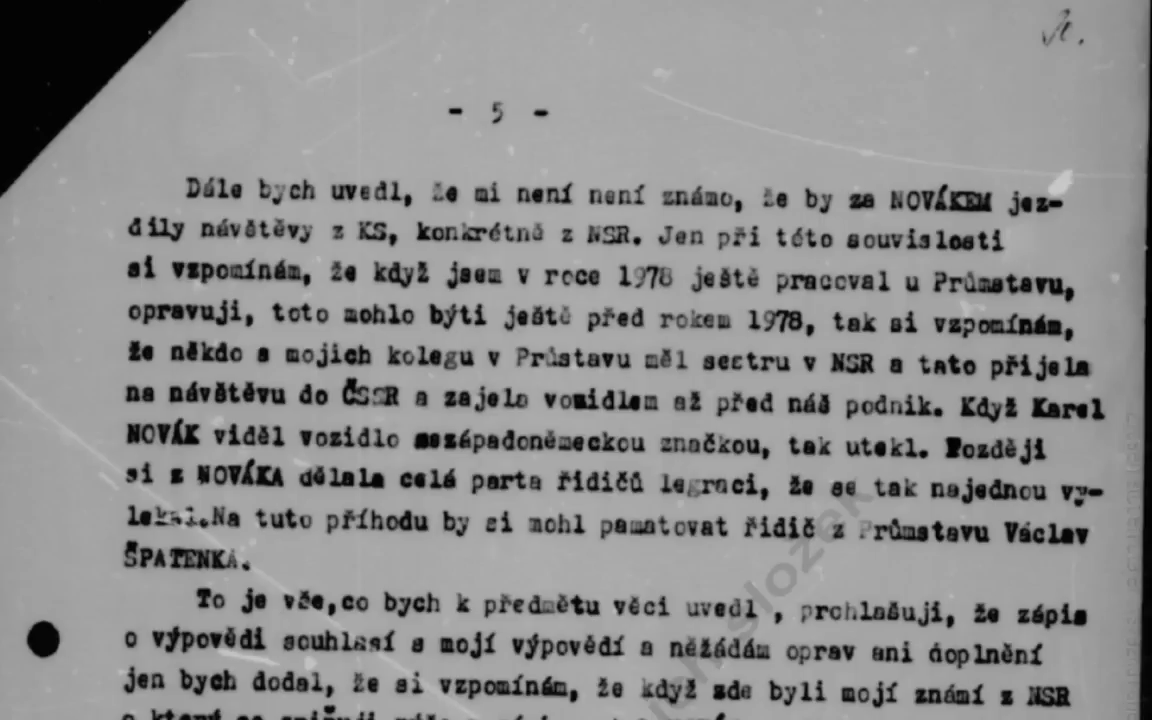 - 5 -
Dále bych uvedl, že mi není není známo, že by za NOVÁKEM jez-
dily návštěvy z KS, konkrétně z NSR. Jen při této souvislosti
si vzpomínám, že když jsem v roce 1978 ještě pracoval u Průmstavu,
opravuji, toto mohlo býti ještě před rokem 1978, tak si vzpomínám,
že někdo s mojich kolegu v Průstavu měl sestru v NSR a tato přijela
na návštěvu do ČSSR a zajela vozidlem až před náš podnik. Když Karel
NOVÁK viděl vozidlo sezápadoněmeckou značkou, tak utekl. Později
si z NOVÁKA dělala celá parta řidičů legraci, že se tak najednou vy-
lekal.Na tuto příhodu by si mohl pamatovat řidič z Průmstavu Václav
ŠPATENKA.
To je vše,co bych k předmětu věci uvedl , prohlašuji, že zápis
o výpovědi souhlasí s mojí výpovědí a něžádám oprav ani doplnění
jen bych dodal, že si vzpomínám, že když zde byli mojí známí z NSR